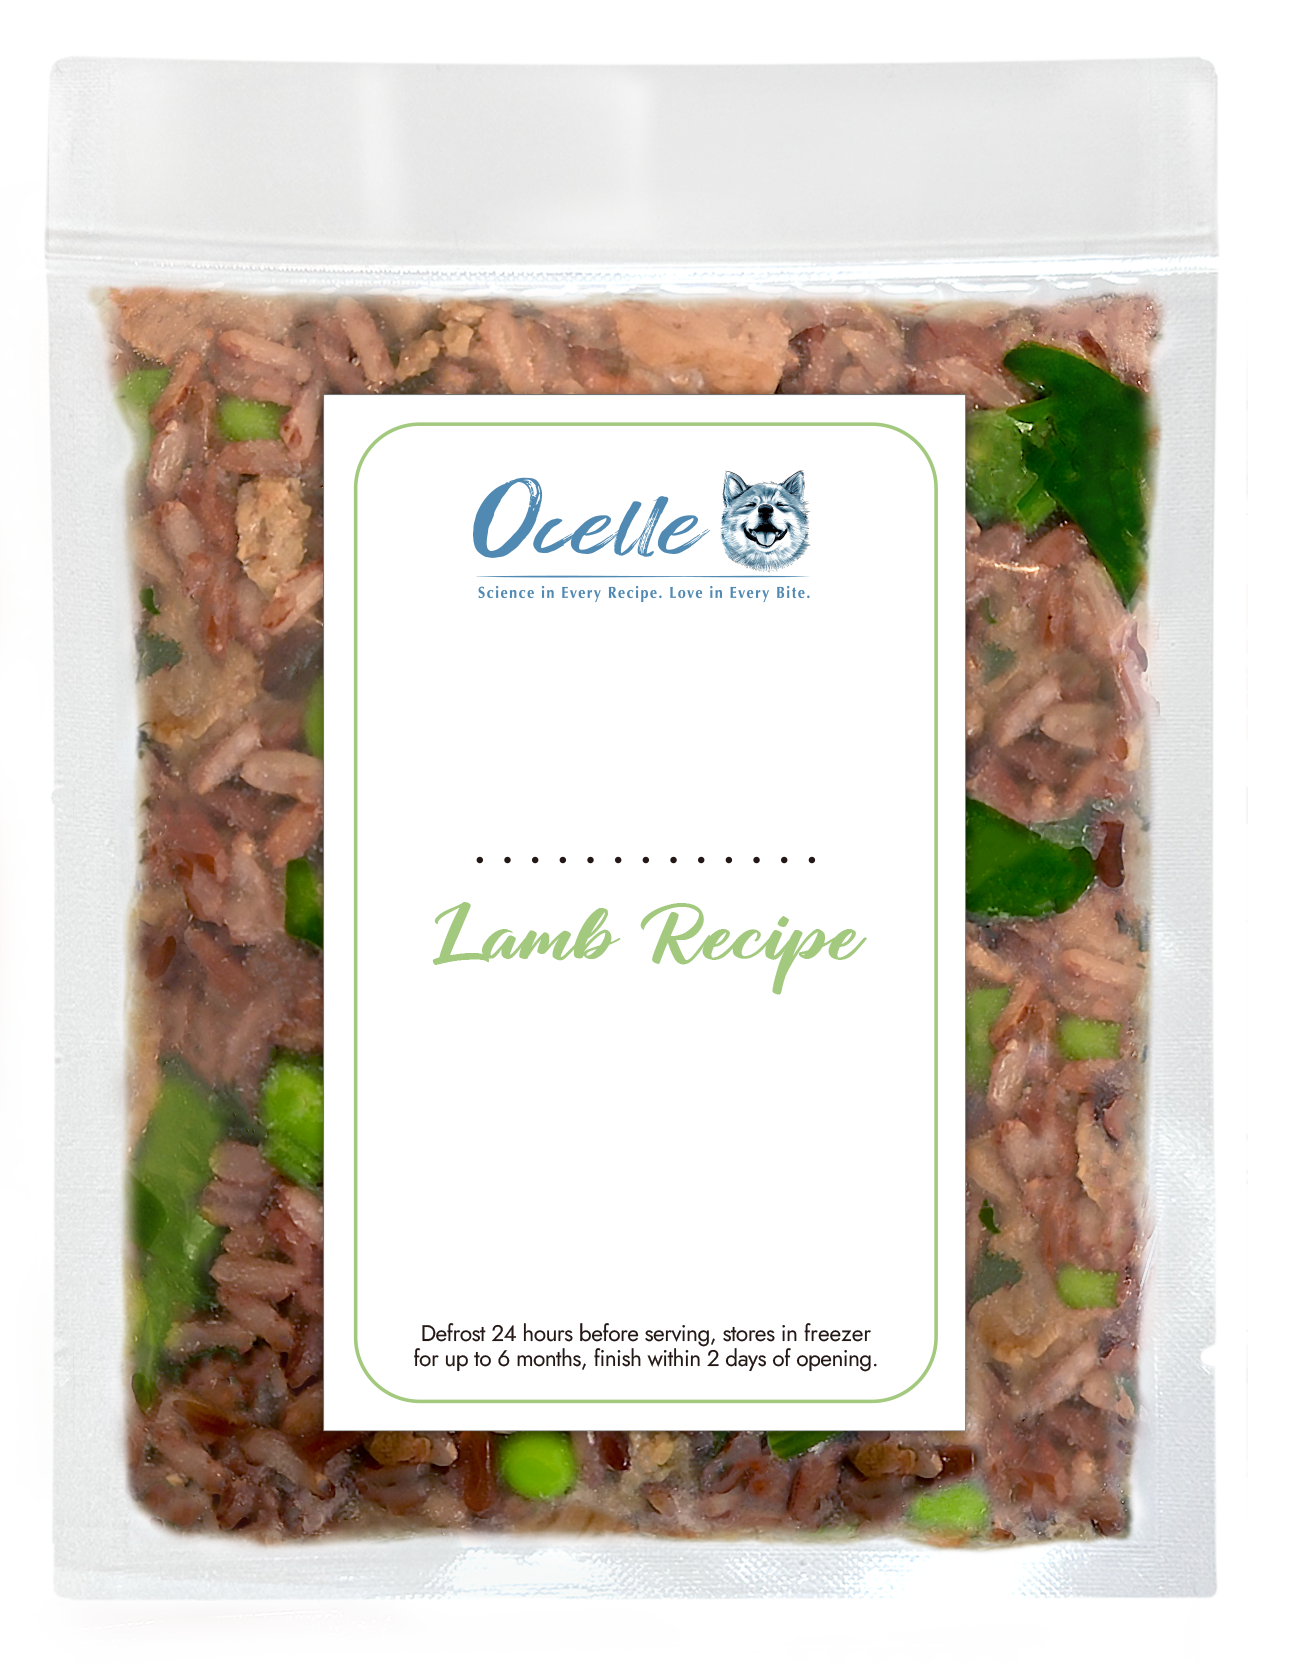 Ocelle
Science in Every Recipe. Love in Every Bite.
Lamb Recipe
Defrost 24 hours before serving, stores in freezer
for up to 6 months, finish within 2 days of opening.